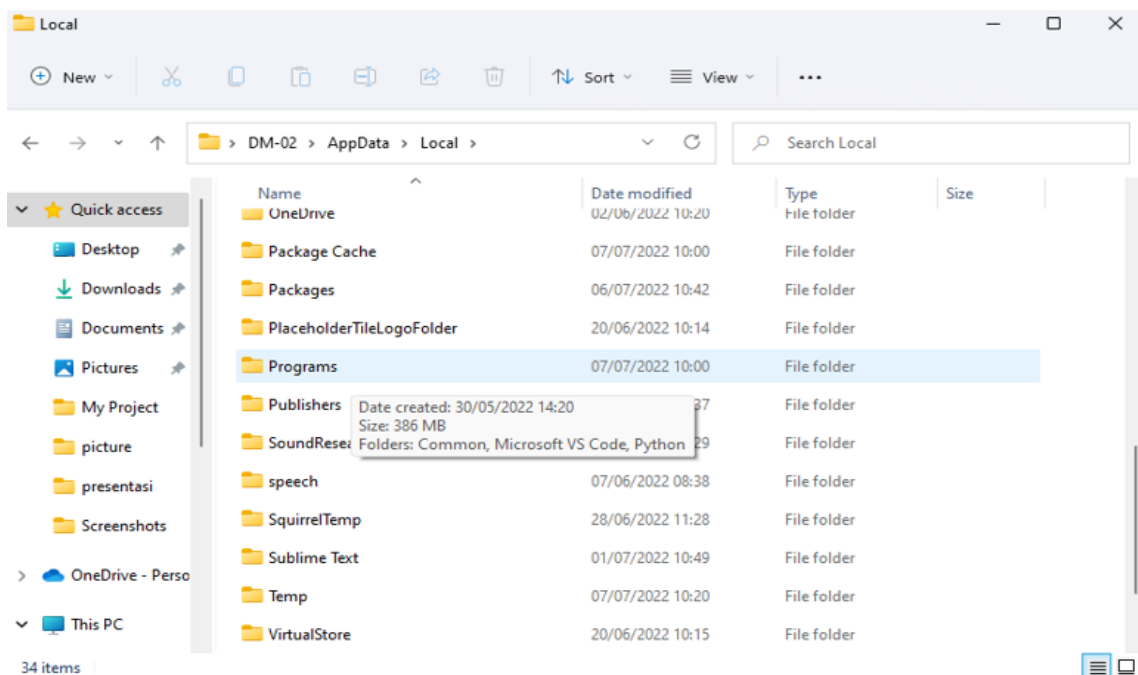 Local
New Sort View ...
> DM-02 > AppData > Local > Search Local
Name Date modified Type Size
Quick access
Desktop
Downloads
Documents
Pictures
My Project
picture
presentasi
Screenshots
OneDrive - Perso
This PC
OneDrive 02/06/2022 10:20 File folder
Package Cache 07/07/2022 10:00 File folder
Packages 06/07/2022 10:42 File folder
PlaceholderTileLogoFolder 20/06/2022 10:14 File folder
Programs 07/07/2022 10:00 File folder
Publishers 37 File folder
SoundResea 29 File folder
Date created: 30/05/2022 14:20
Size: 386 MB
Folders: Common, Microsoft VS Code, Python
speech 07/06/2022 08:38 File folder
SquirrelTemp 28/06/2022 11:28 File folder
Sublime Text 01/07/2022 10:49 File folder
Temp 07/07/2022 10:20 File folder
VirtualStore 20/06/2022 10:15 File folder
34 items